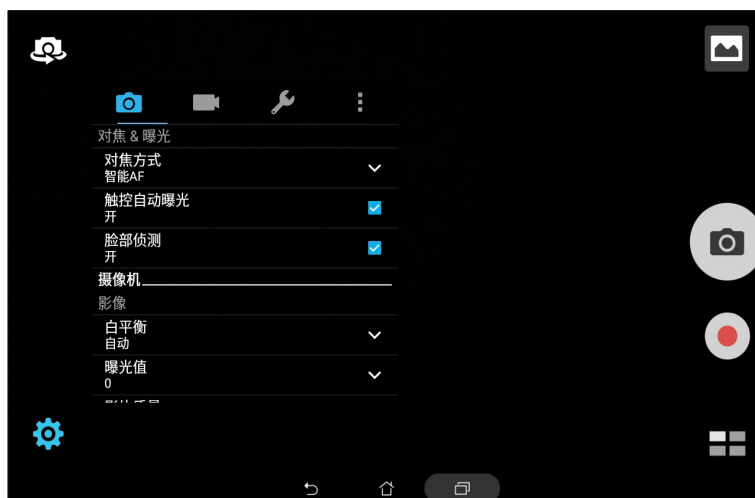 对焦 & 曝光
对焦方式
智能AF
触控自动曝光
开
脸部侦测
开
摄像机
影像
白平衡
自动
曝光值
0